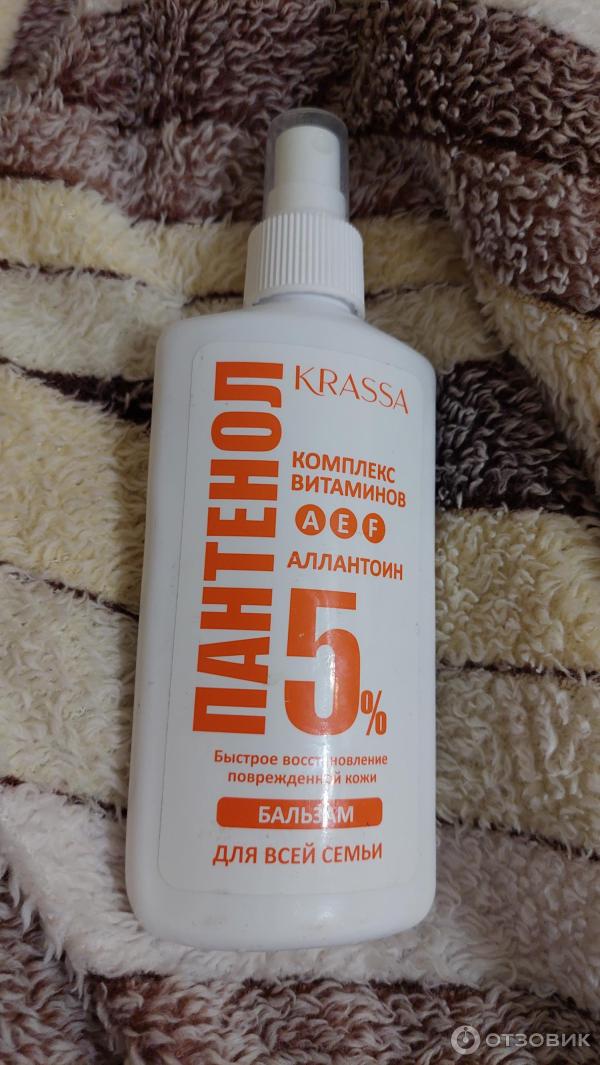 KRASSA
ПАНТЕНОЛ
КОМПЛЕКС
ВИТАМИНОВ
A E F
АЛЛАНТОИН
5%
Быстрое восстановление
поврежденной кожи
БАЛЬЗАМ
ДЛЯ ВСЕЙ СЕМЬИ
ОТЗОВИК